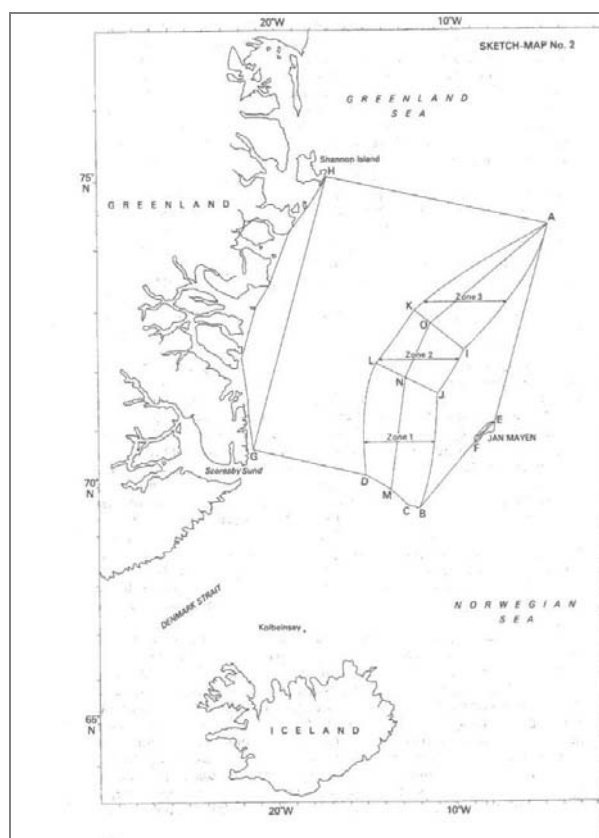 20°W
10°W
SKETCH-MAP No. 2
GREENLAND
SEA
Shannon Island
H
75°
N
GREENLAND
A
K
Zone 3
O
L
Zone 2
I
N
J
E
JAN MAYEN
F
Zone 1
G
Scoresby Sund
D
70°
N
M
C
B
DENMARK STRAIT
NORWEGIAN
SEA
Kolbeinsey
65°
N
ICELAND
20°W
10°W